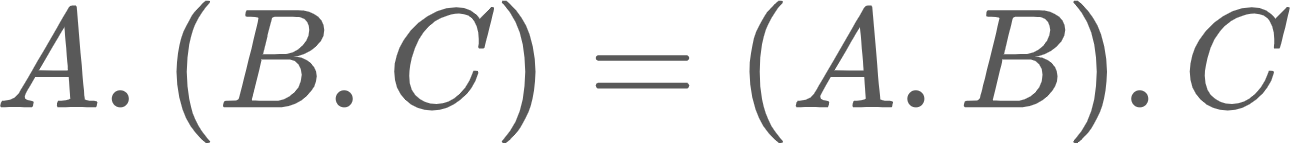 A.(B.C) = (A.B).C